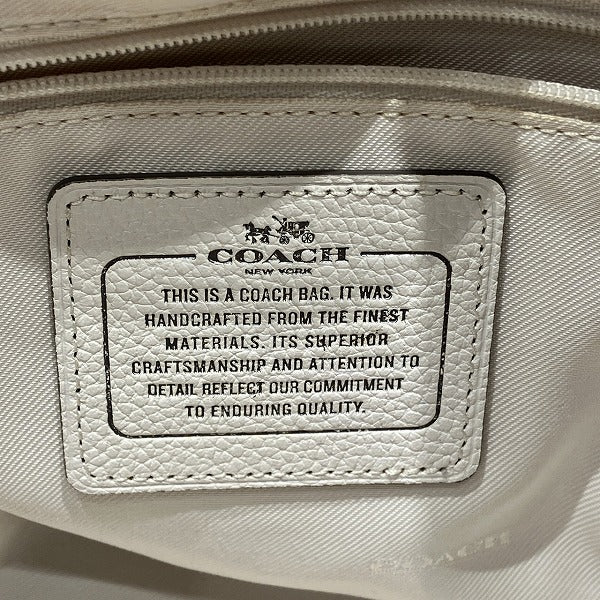 COACH
NEW YORK
THIS IS A COACH BAG. IT WAS
HANDCRAFTED FROM THE FINEST
MATERIALS. ITS SUPERIOR
CRAFTSMANSHIP AND ATTENTION TO
DETAIL REFLECT OUR COMMITMENT
TO ENDURING QUALITY.
COACH